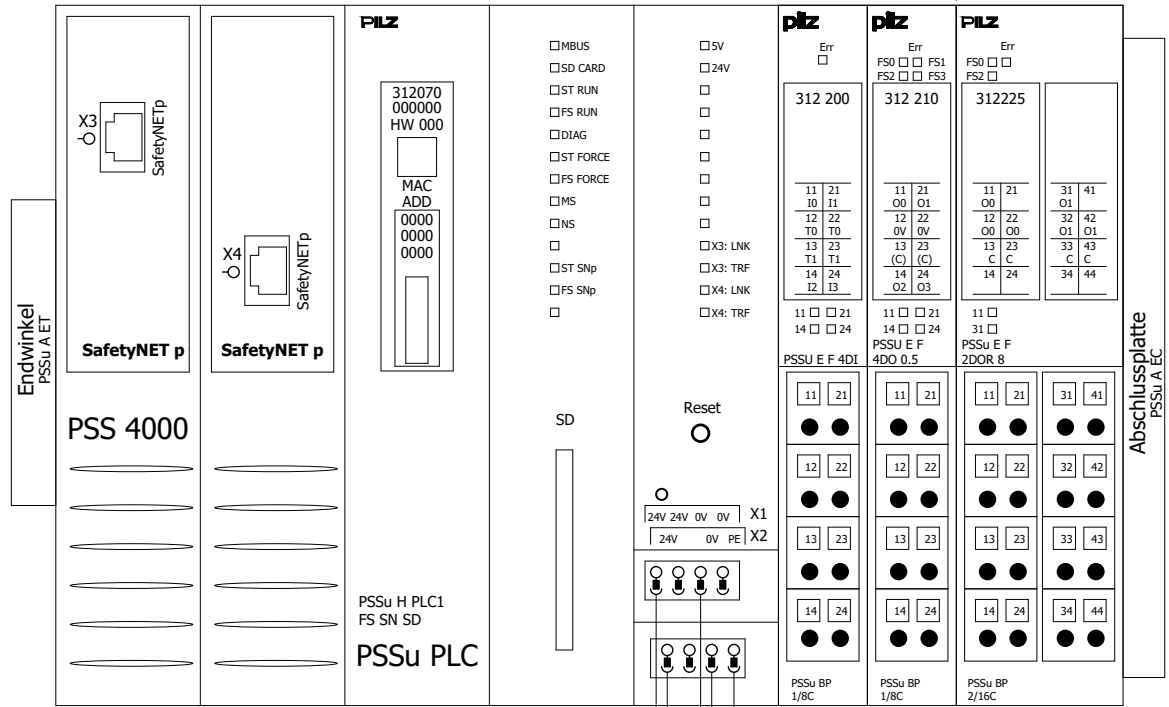 Endwinkel
PSSu A ET
X3
SafetyNETp
SafetyNET p
PSS 4000
X4
SafetyNETp
SafetyNET p
PILZ
312070
000000
HW 000
MAC
ADD
0000
0000
0000
PSSu H PLC1
FS SN SD
PSSu PLC
MBUS
SD CARD
ST RUN
FS RUN
DIAG
ST FORCE
FS FORCE
MS
NS
ST SNp
FS SNp
SD
5V
24V
X3: LNK
X3: TRF
X4: LNK
X4: TRF
Reset
24V 24V 0V 0V X1
24V 0V PE X2
pilz
Err
312 200
11 21
I0 I1
12 22
T0 T0
13 23
T1 T1
14 24
I2 I3
11 21
14 24
PSSU E F 4DI
11 21
12 22
13 23
14 24
PSSu BP
1/8C
pilz
Err
FS0 FS1
FS2 FS3
312 210
11 21
O0 O1
12 22
0V 0V
13 23
(C) (C)
14 24
O2 O3
11 21
14 24
PSSU E F
4DO 0.5
11 21
12 22
13 23
14 24
PSSu BP
1/8C
PILZ
Err
FS0
FS2
312225
11 21 31 41
O0 O1
12 22 32 42
O0 O0 O1 O1
13 23 33 43
C C C C
14 24 34 44
11
31
PSSu E F
2DOR 8
11 21 31 41
12 22 32 42
13 23 33 43
14 24 34 44
PSSu BP
2/16C
Abschlussplatte
PSSu A EC